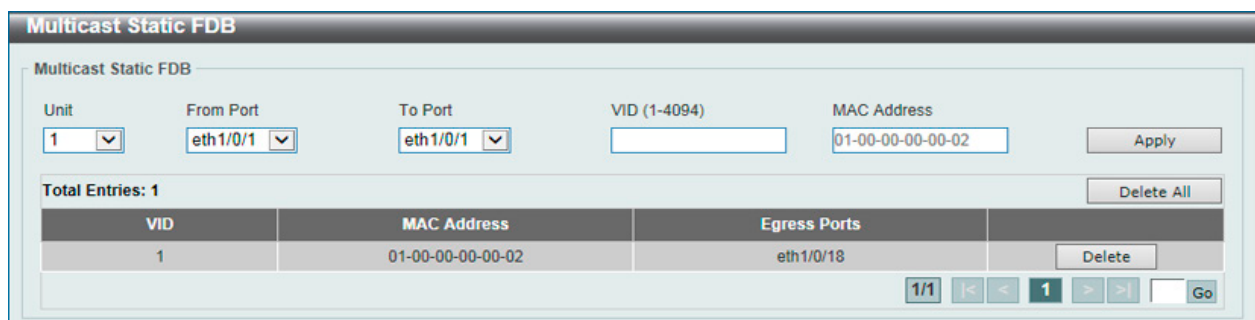 Multicast Static FDB
Multicast Static FDB
Unit From Port To Port VID (1-4094) MAC Address
1 eth1/0/1 eth1/0/1 01-00-00-00-00-02 Apply
Total Entries: 1 Delete All
VID MAC Address Egress Ports
1 01-00-00-00-00-02 eth1/0/18 Delete
1/1 |< < 1 > >| Go